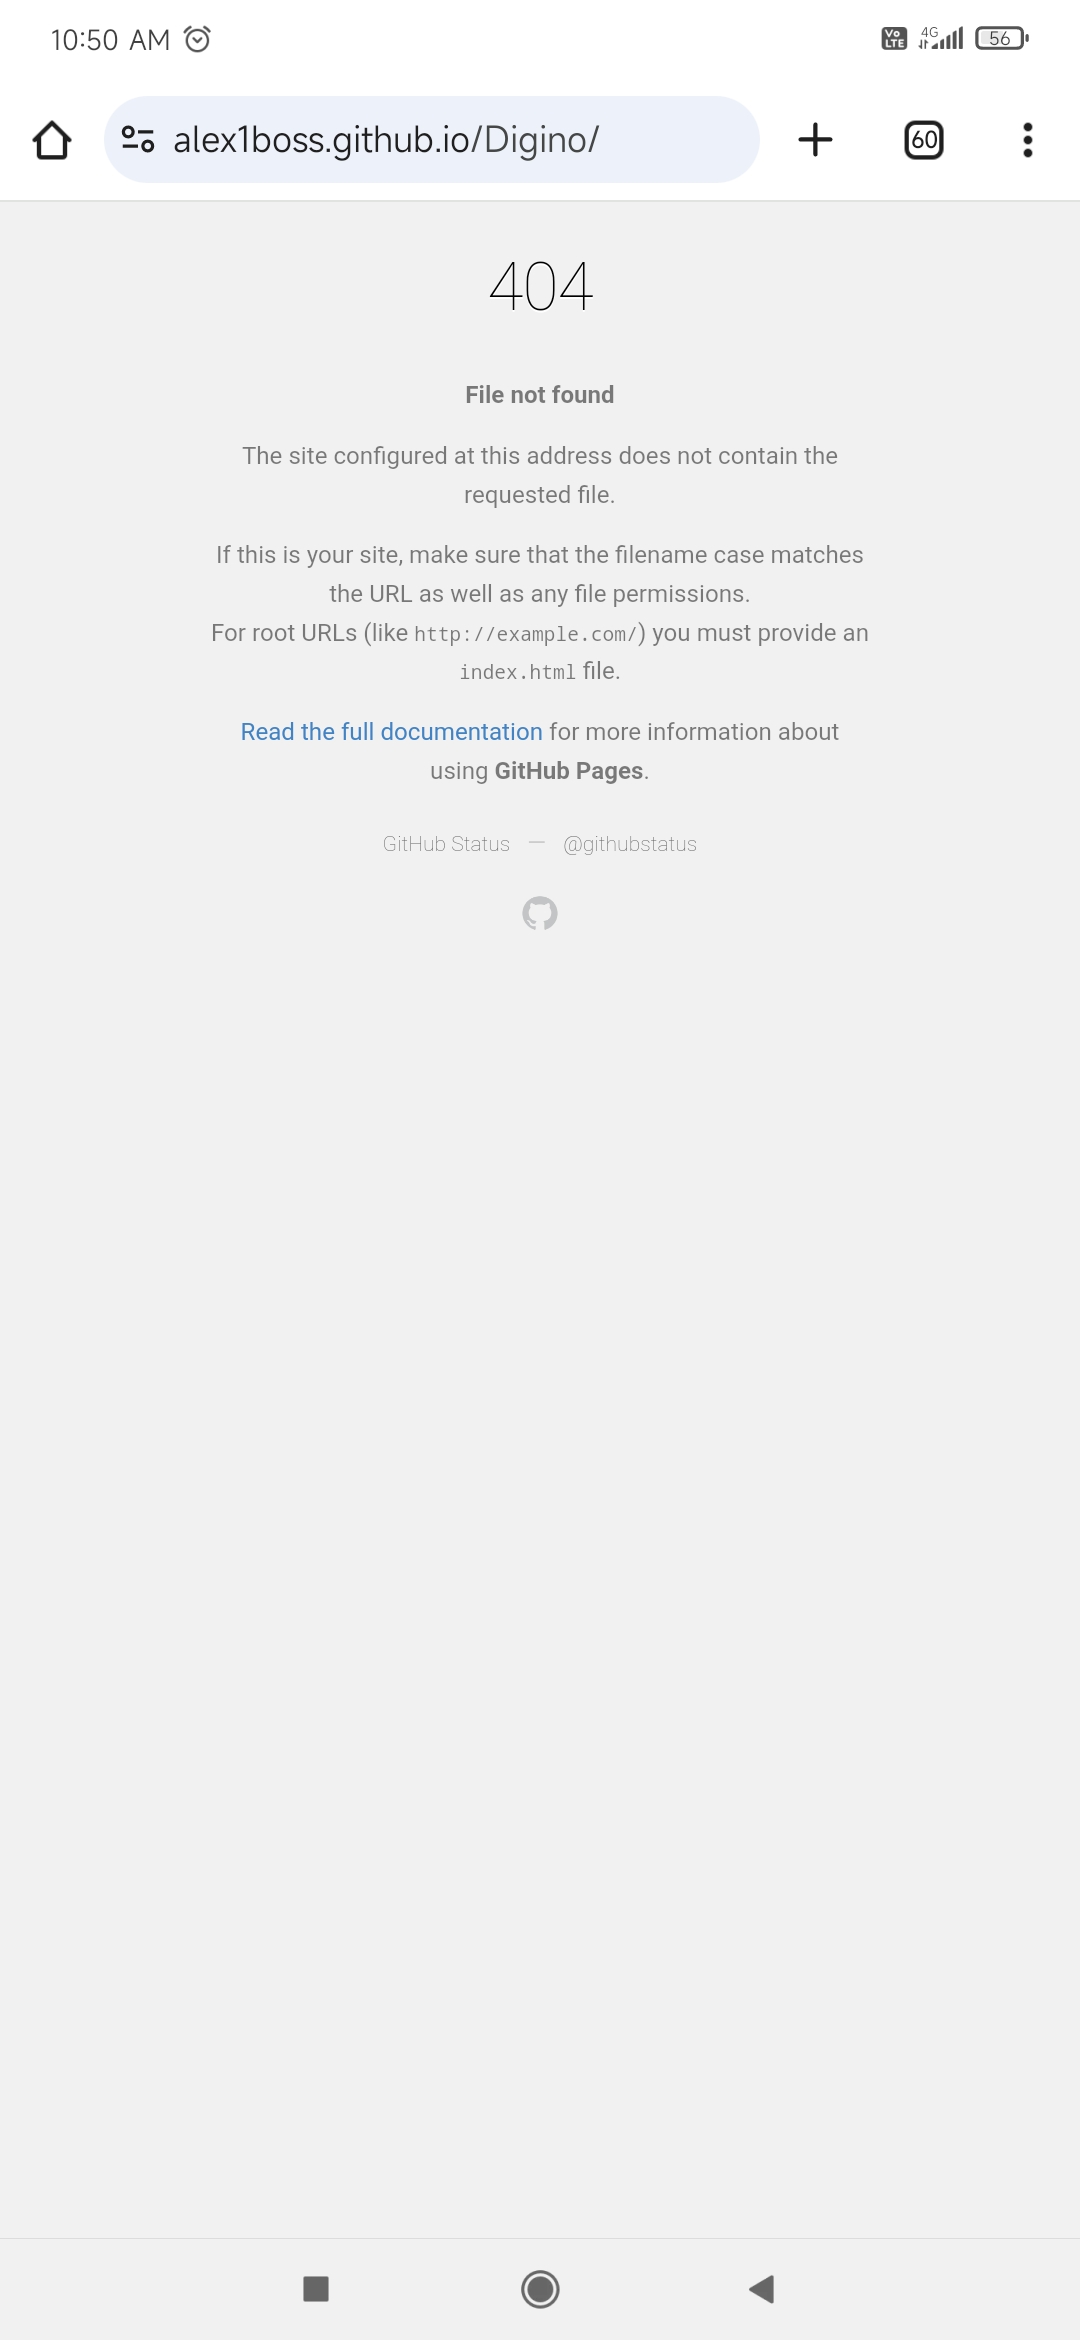 10:50 AM
Vo LTE
4G
56
alex1boss.github.io/Digino/
60
404
File not found
The site configured at this address does not contain the
requested file.
If this is your site, make sure that the filename case matches
the URL as well as any file permissions.
For root URLs (like http://example.com/) you must provide an
index.html file.
Read the full documentation for more information about
using GitHub Pages.
GitHub Status — @githubstatus